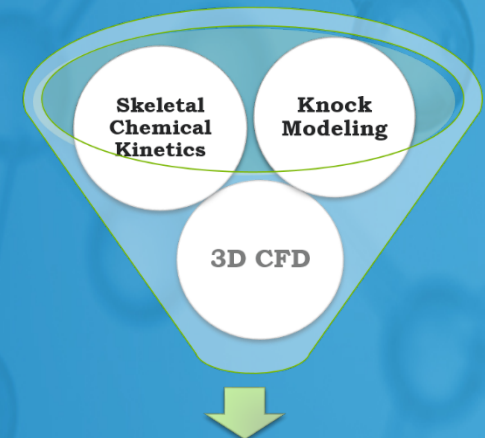 Skeletal
Chemical
Kinetics
Knock
Modeling
3D CFD